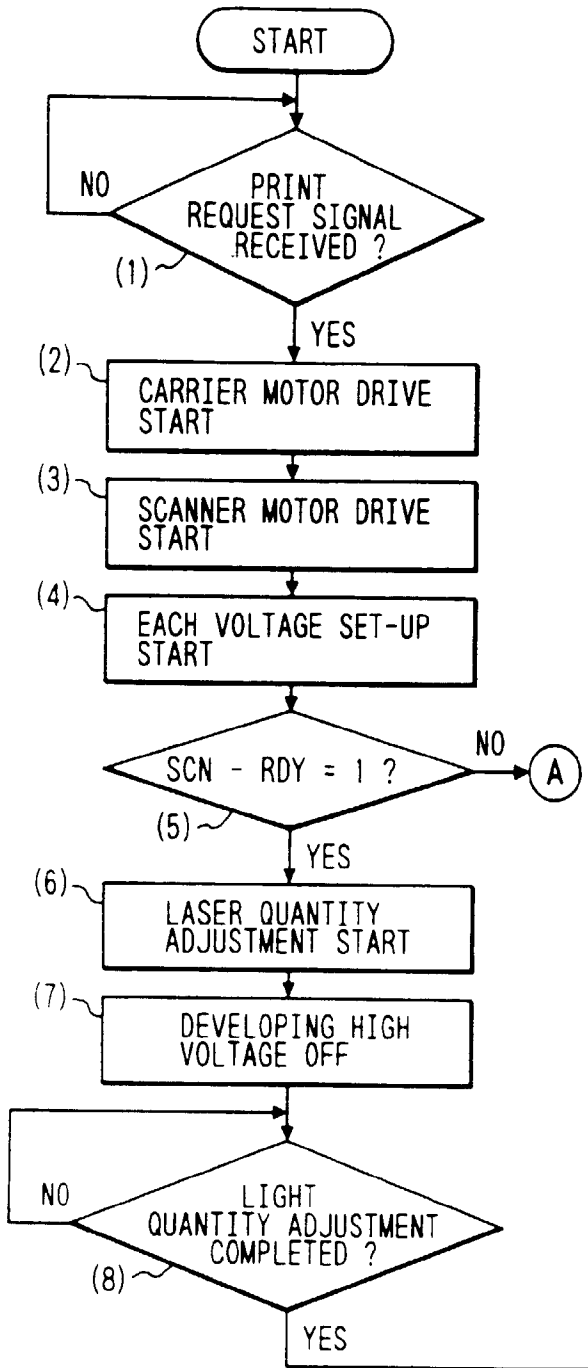 START
NO
PRINT
REQUEST SIGNAL
RECEIVED ?
(1)
YES
(2)
CARRIER MOTOR DRIVE
START
(3)
SCANNER MOTOR DRIVE
START
(4)
EACH VOLTAGE SET-UP
START
SCN - RDY = 1 ?
NO
A
(5)
YES
(6)
LASER QUANTITY
ADJUSTMENT START
(7)
DEVELOPING HIGH
VOLTAGE OFF
NO
LIGHT
QUANTITY ADJUSTMENT
COMPLETED ?
(8)
YES